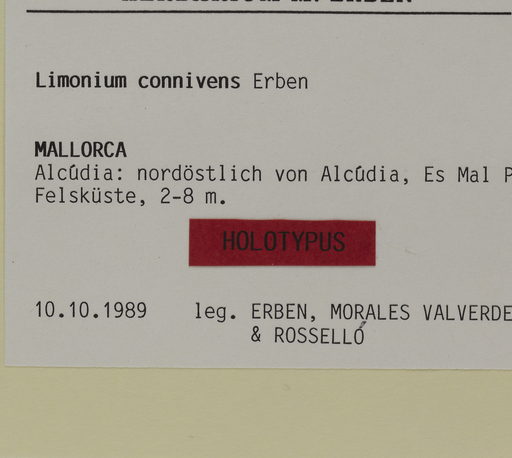 Limonium connivens Erben
MALLORCA
Alcúdia: nordöstlich von Alcúdia, Es Mal P
Felsküste, 2-8 m.
HOLOTYPUS
10.10.1989 leg. ERBEN, MORALES VALVERDE
& ROSSELLÓ